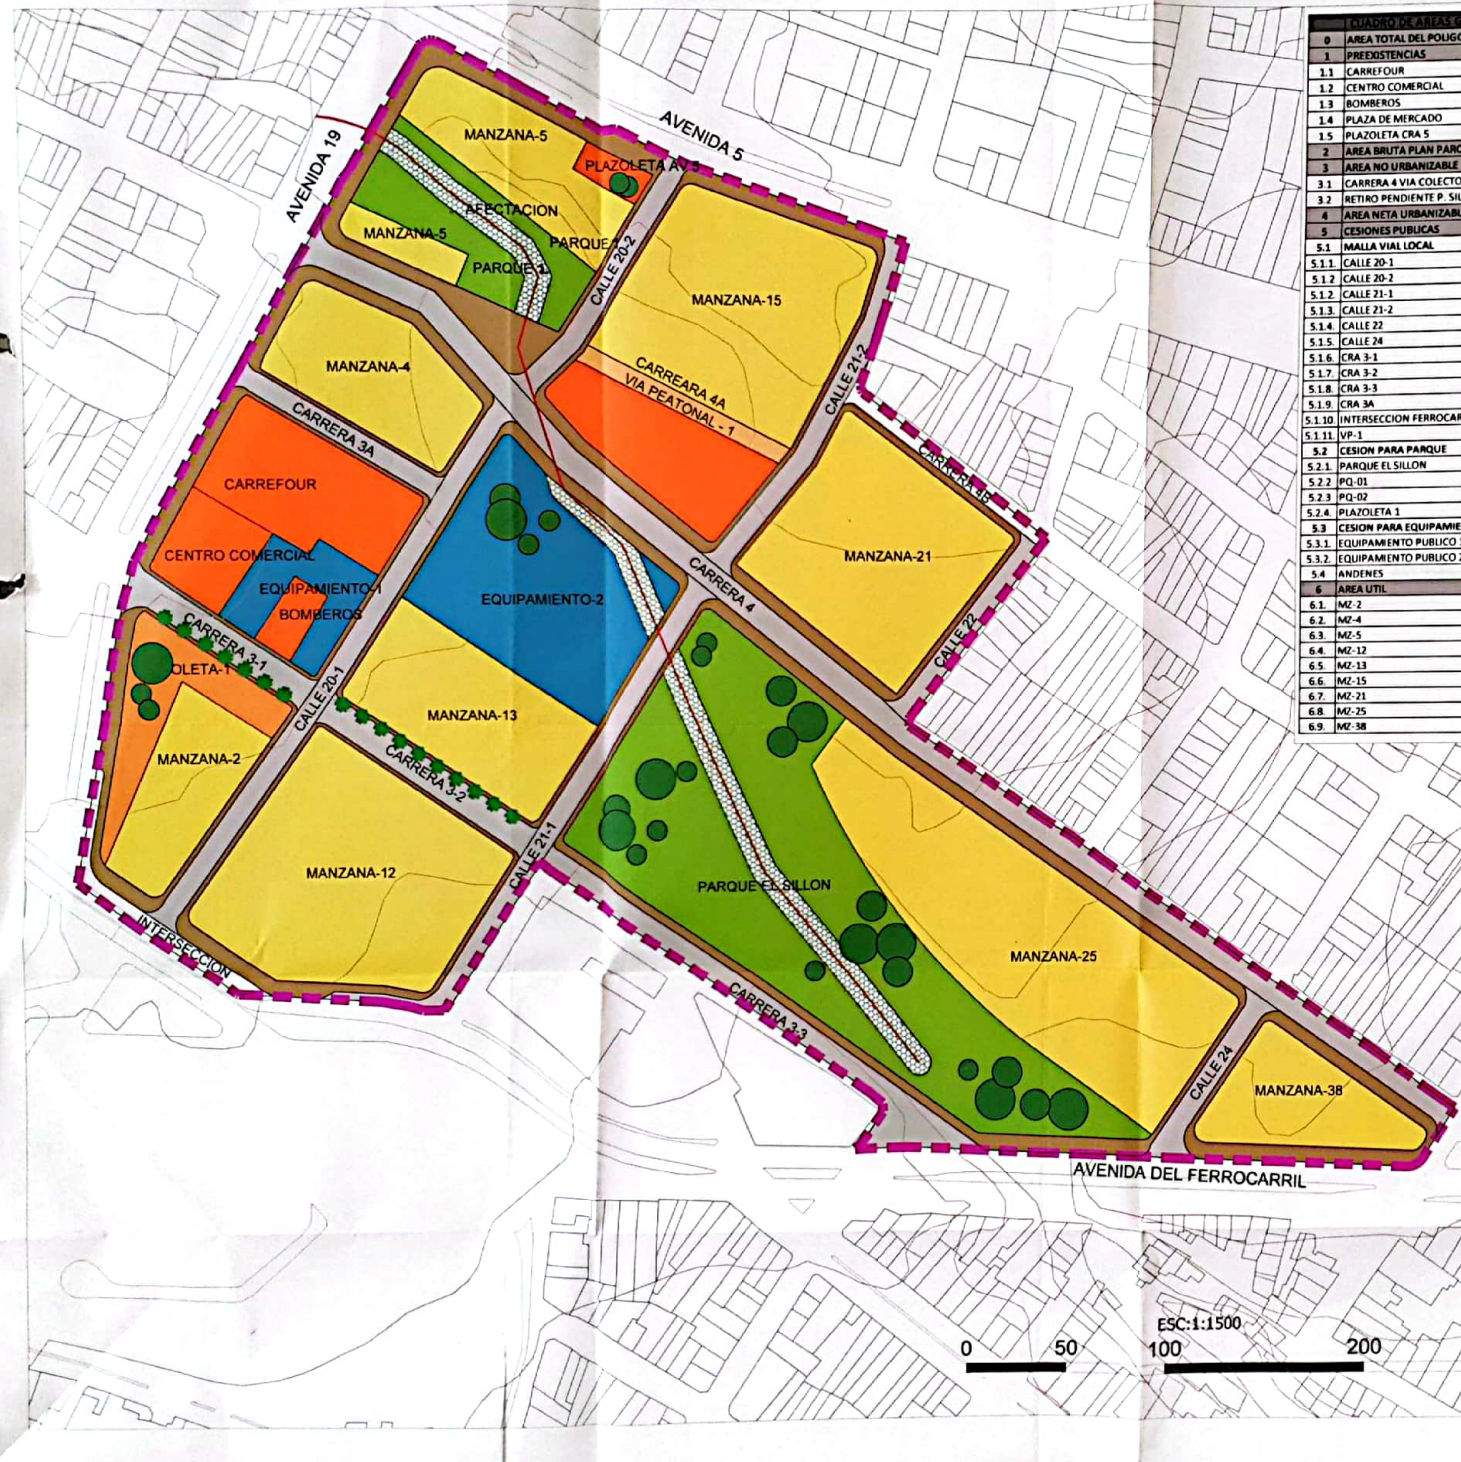 AVENIDA 19
AVENIDA 5
MANZANA-5
PLAZOLETA AV 5
AFECTACION
MANZANA-5
PARQUE
PARQUE 1
CALLE 20-2
MANZANA-15
MANZANA-4
CARREARA 4A
VIA PEATONAL - 1
CALLE 21-2
CARRERA 3A
CARRERA 4B
CARREFOUR
CENTRO COMERCIAL
EQUIPAMIENTO-1
BOMBEROS
EQUIPAMIENTO-2
CARRERA 4
MANZANA-21
CALLE 22
CARRERA 3-1
OLETA-1
CALLE 20-1
MANZANA-2
MANZANA-13
CARRERA 3-2
MANZANA-12
CALLE 21-1
INTERSECCION
PARQUE EL SILLON
MANZANA-25
CARRERA 3-3
CALLE 24
MANZANA-38
AVENIDA DEL FERROCARRIL
ESC:1:1500
0 50 100 200
CUADRO DE AREAS G
0 AREA TOTAL DEL POLIGO
1 PREEXISTENCIAS
1.1 CARREFOUR
1.2 CENTRO COMERCIAL
1.3 BOMBEROS
1.4 PLAZA DE MERCADO
1.5 PLAZOLETA CRA 5
2 AREA BRUTA PLAN PARC
3 AREA NO URBANIZABLE
3.1 CARRERA 4 VIA COLECTO
3.2 RETIRO PENDIENTE P. SIL
4 AREA NETA URBANIZABL
5 CESIONES PUBLICAS
5.1 MALLA VIAL LOCAL
5.1.1. CALLE 20-1
5.1.2 CALLE 20-2
5.1.2. CALLE 21-1
5.1.3. CALLE 21-2
5.1.4. CALLE 22
5.1.5. CALLE 24
5.1.6. CRA 3-1
5.1.7. CRA 3-2
5.1.8. CRA 3-3
5.1.9. CRA 3A
5.1.10. INTERSECCION FERROCAR
5.1.11. VP-1
5.2 CESION PARA PARQUE
5.2.1. PARQUE EL SILLON
5.2.2 PQ-01
5.2.3 PQ-02
5.2.4. PLAZOLETA 1
5.3 CESION PARA EQUIPAMIE
5.3.1. EQUIPAMIENTO PUBLICO
5.3.2. EQUIPAMIENTO PUBLICO 2
5.4 ANDENES
6 AREA UTIL
6.1. MZ-2
6.2. MZ-4
6.3. MZ-5
6.4. MZ-12
6.5. MZ-13
6.6. MZ-15
6.7. MZ-21
6.8. MZ-25
6.9. MZ-38